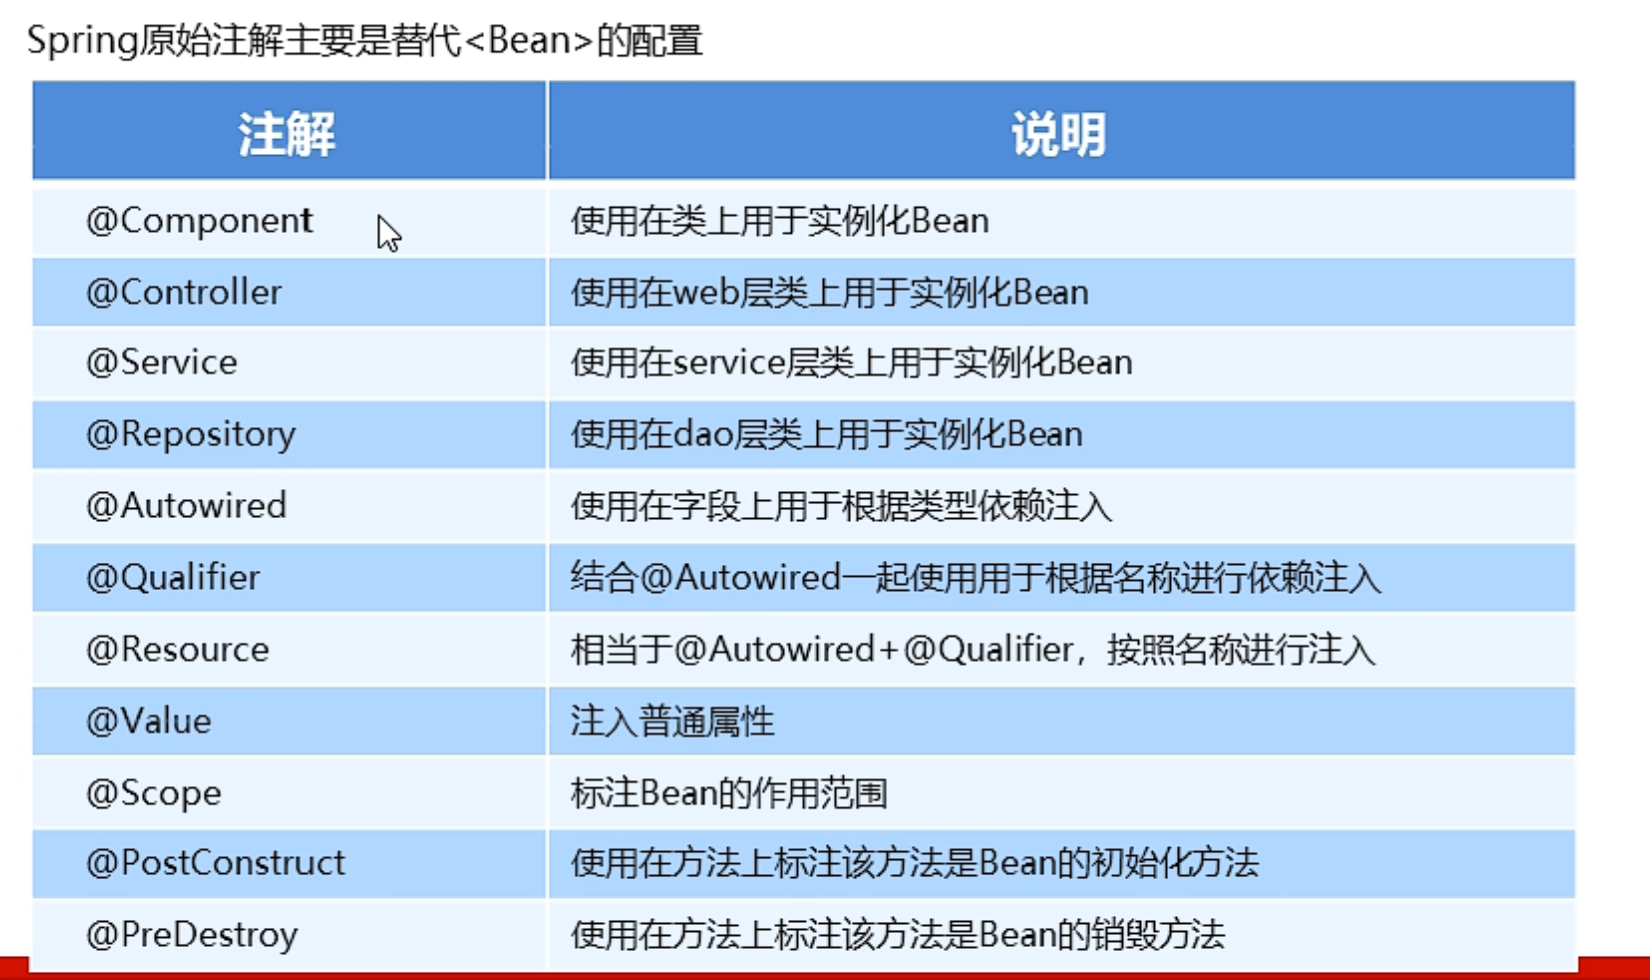 Spring原始注解主要是替代<Bean>的配置
注解 说明
@Component 使用在类上用于实例化Bean
@Controller 使用在web层类上用于实例化Bean
@Service 使用在service层类上用于实例化Bean
@Repository 使用在dao层类上用于实例化Bean
@Autowired 使用在字段上用于根据类型依赖注入
@Qualifier 结合@Autowired一起使用用于根据名称进行依赖注入
@Resource 相当于@Autowired+@Qualifier，按照名称进行注入
@Value 注入普通属性
@Scope 标注Bean的作用范围
@PostConstruct 使用在方法上标注该方法是Bean的初始化方法
@PreDestroy 使用在方法上标注该方法是Bean的销毁方法